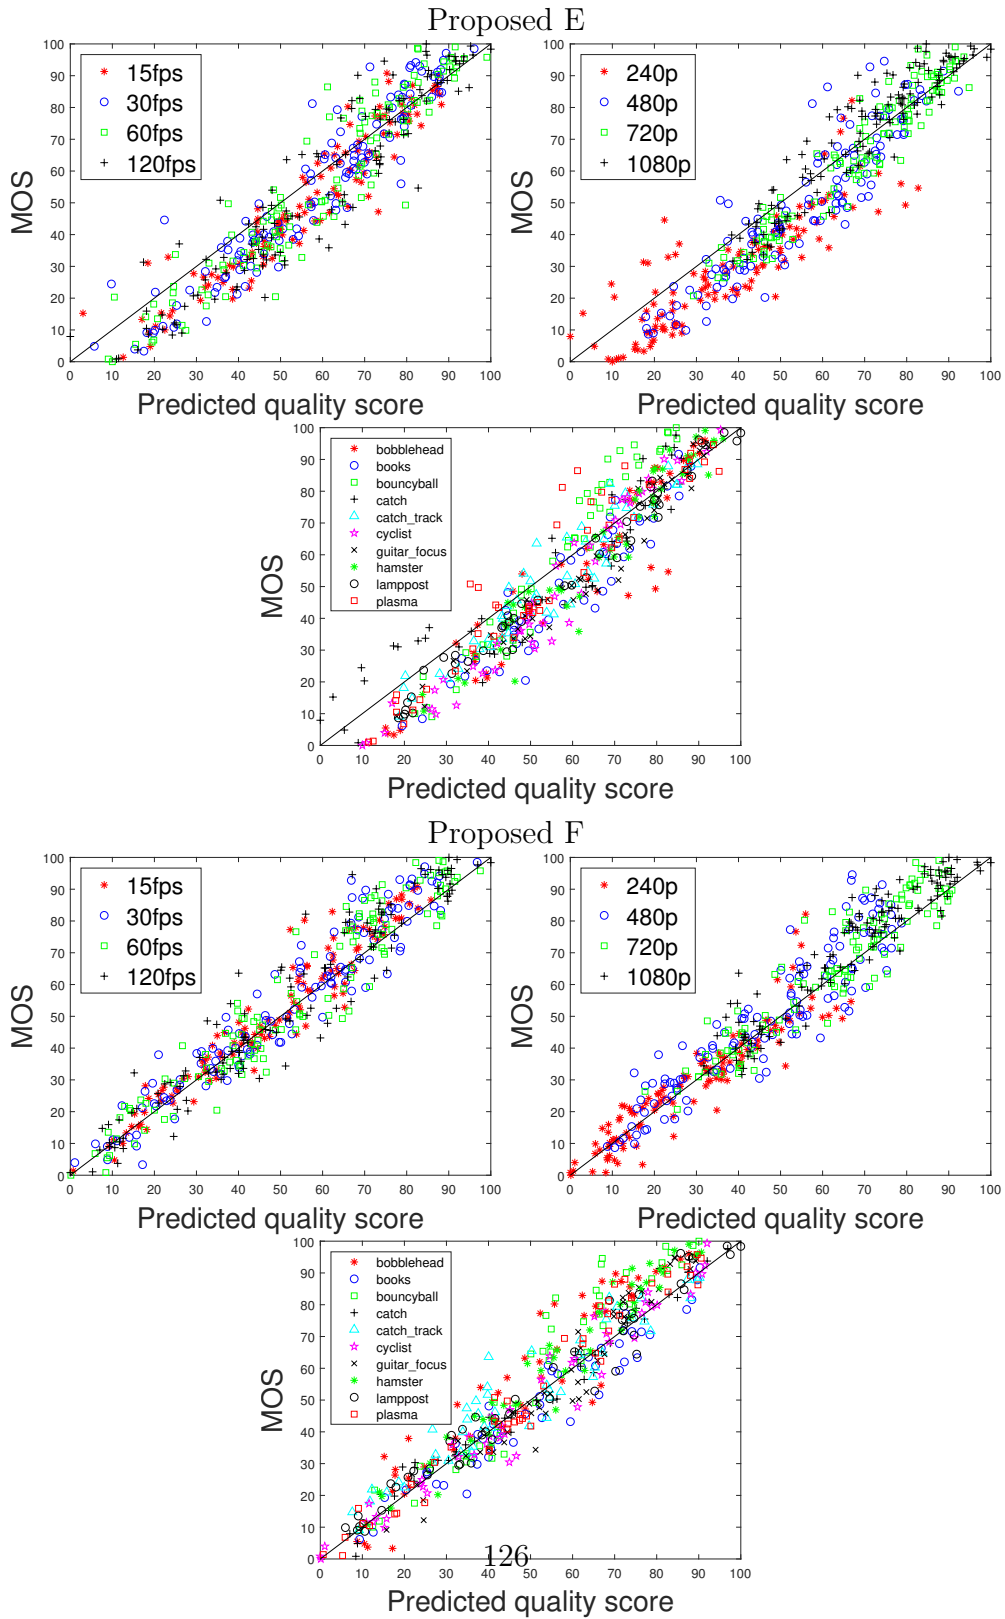 Proposed E
100
90
80
70
60
50
40
30
20
10
0
MOS
15fps
30fps
60fps
120fps
0 10 20 30 40 50 60 70 80 90 100
Predicted quality score
100
90
80
70
60
50
40
30
20
10
0
MOS
240p
480p
720p
1080p
0 10 20 30 40 50 60 70 80 90 100
Predicted quality score
100
90
80
70
60
50
40
30
20
10
0
MOS
bobblehead
books
bouncyball
catch
catch_track
cyclist
guitar_focus
hamster
lamppost
plasma
0 10 20 30 40 50 60 70 80 90 100
Predicted quality score
Proposed F
100
90
80
70
60
50
40
30
20
10
0
MOS
15fps
30fps
60fps
120fps
0 10 20 30 40 50 60 70 80 90 100
Predicted quality score
100
90
80
70
60
50
40
30
20
10
0
MOS
240p
480p
720p
1080p
0 10 20 30 40 50 60 70 80 90 100
Predicted quality score
100
90
80
70
60
50
40
30
20
10
0
MOS
bobblehead
books
bouncyball
catch
catch_track
cyclist
guitar_focus
hamster
lamppost
plasma
126
0 10 20 30 40 50 60 70 80 90 100
Predicted quality score